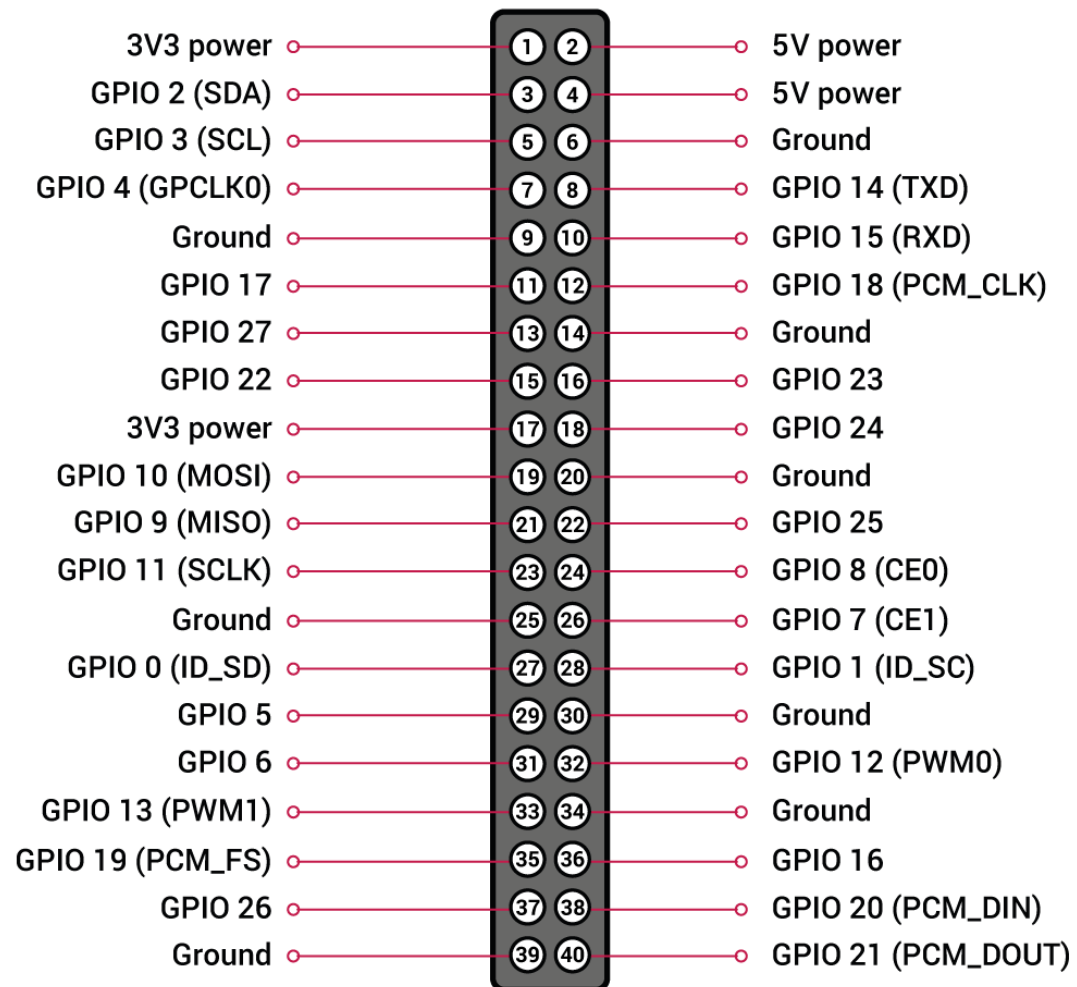 3V3 power 1 2 5V power
GPIO 2 (SDA) 3 4 5V power
GPIO 3 (SCL) 5 6 Ground
GPIO 4 (GPCLK0) 7 8 GPIO 14 (TXD)
Ground 9 10 GPIO 15 (RXD)
GPIO 17 11 12 GPIO 18 (PCM_CLK)
GPIO 27 13 14 Ground
GPIO 22 15 16 GPIO 23
3V3 power 17 18 GPIO 24
GPIO 10 (MOSI) 19 20 Ground
GPIO 9 (MISO) 21 22 GPIO 25
GPIO 11 (SCLK) 23 24 GPIO 8 (CE0)
Ground 25 26 GPIO 7 (CE1)
GPIO 0 (ID_SD) 27 28 GPIO 1 (ID_SC)
GPIO 5 29 30 Ground
GPIO 6 31 32 GPIO 12 (PWM0)
GPIO 13 (PWM1) 33 34 Ground
GPIO 19 (PCM_FS) 35 36 GPIO 16
GPIO 26 37 38 GPIO 20 (PCM_DIN)
Ground 39 40 GPIO 21 (PCM_DOUT)